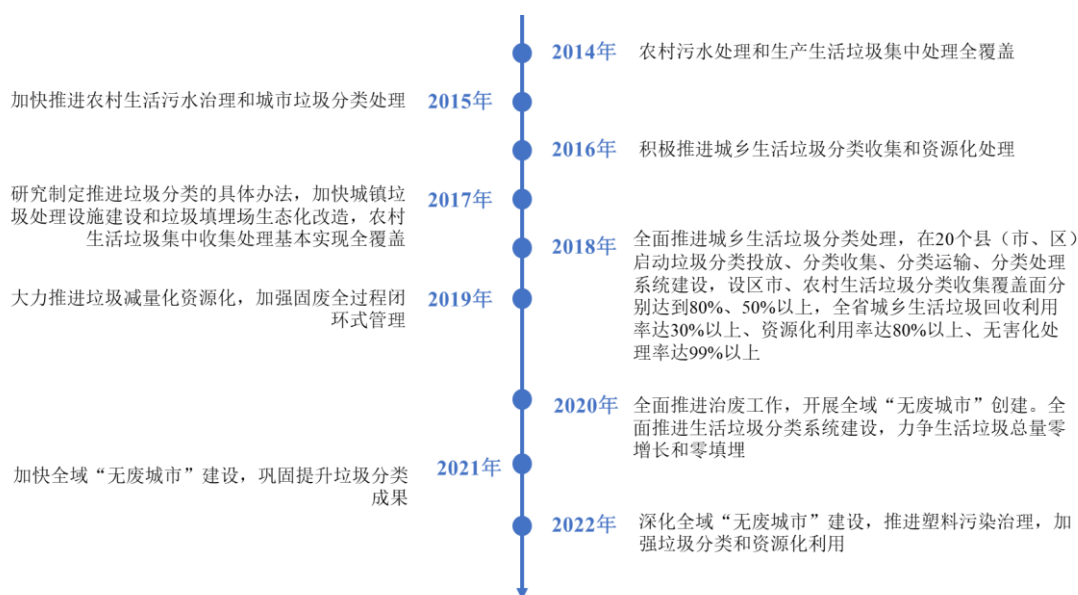 2014年 农村污水处理和生产生活垃圾集中处理全覆盖
加快推进农村生活污水治理和城市垃圾分类处理 2015年
2016年 积极推进城乡生活垃圾分类收集和资源化处理
研究制定推进垃圾分类的具体办法，加快城镇垃
圾处理设施建设和垃圾填埋场生态化改造，农村
生活垃圾集中收集处理基本实现全覆盖
2017年
2018年
全面推进城乡生活垃圾分类处理，在20个县（市、区）
启动垃圾分类投放、分类收集、分类运输、分类处理
系统建设，设区市、农村生活垃圾分类收集覆盖面分
别达到80%、50%以上，全省城乡生活垃圾回收利用
率达30%以上、资源化利用率达80%以上、无害化处
理率达99%以上
大力推进垃圾减量化资源化，加强固废全过程闭
环式管理
2019年
2020年
全面推进治废工作，开展全域“无废城市”创建。全
面推进生活垃圾分类系统建设，力争生活垃圾总量零
增长和零填埋
加快全域“无废城市”建设，巩固提升垃圾分类
成果
2021年
2022年
深化全域“无废城市”建设，推进塑料污染治理，加
强垃圾分类和资源化利用